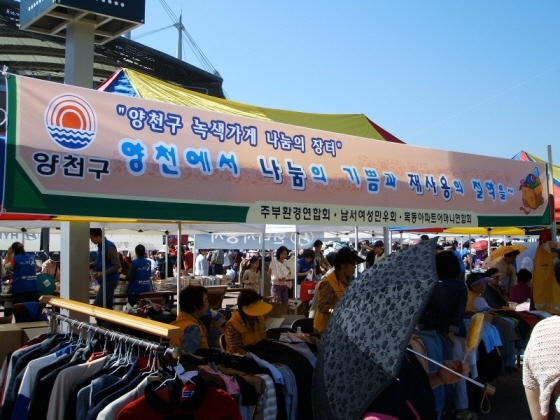 "양천구 녹색가게 나눔의 장터"
양천구
양천에서 나눔의 기쁨과 재사용의 절약을~
주부환경연합회·남서여성민우회·목동아파트어머니연합회